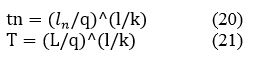 tn = (lₙ/q)^(l/k) (20)
T = (L/q)^(l/k) (21)